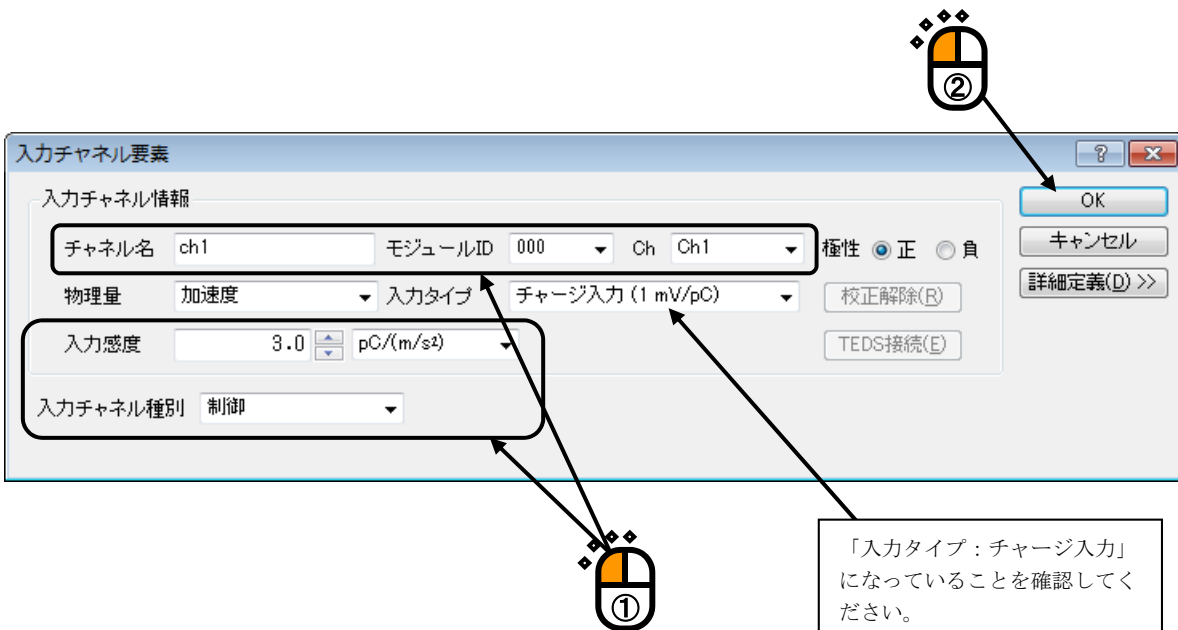 ②
入力チャネル要素
入力チャネル情報
OK
チャネル名 ch1 モジュールID 000 Ch Ch1 極性 正 負
キャンセル
物理量 加速度 入力タイプ チャージ入力 (1 mV/pC) 校正解除(R)
詳細定義(D) >>
入力感度 3.0 pC/(m/s²) TEDS接続(E)
入力チャネル種別 制御
①
「入力タイプ：チャージ入力」
になっていることを確認してく
ださい。